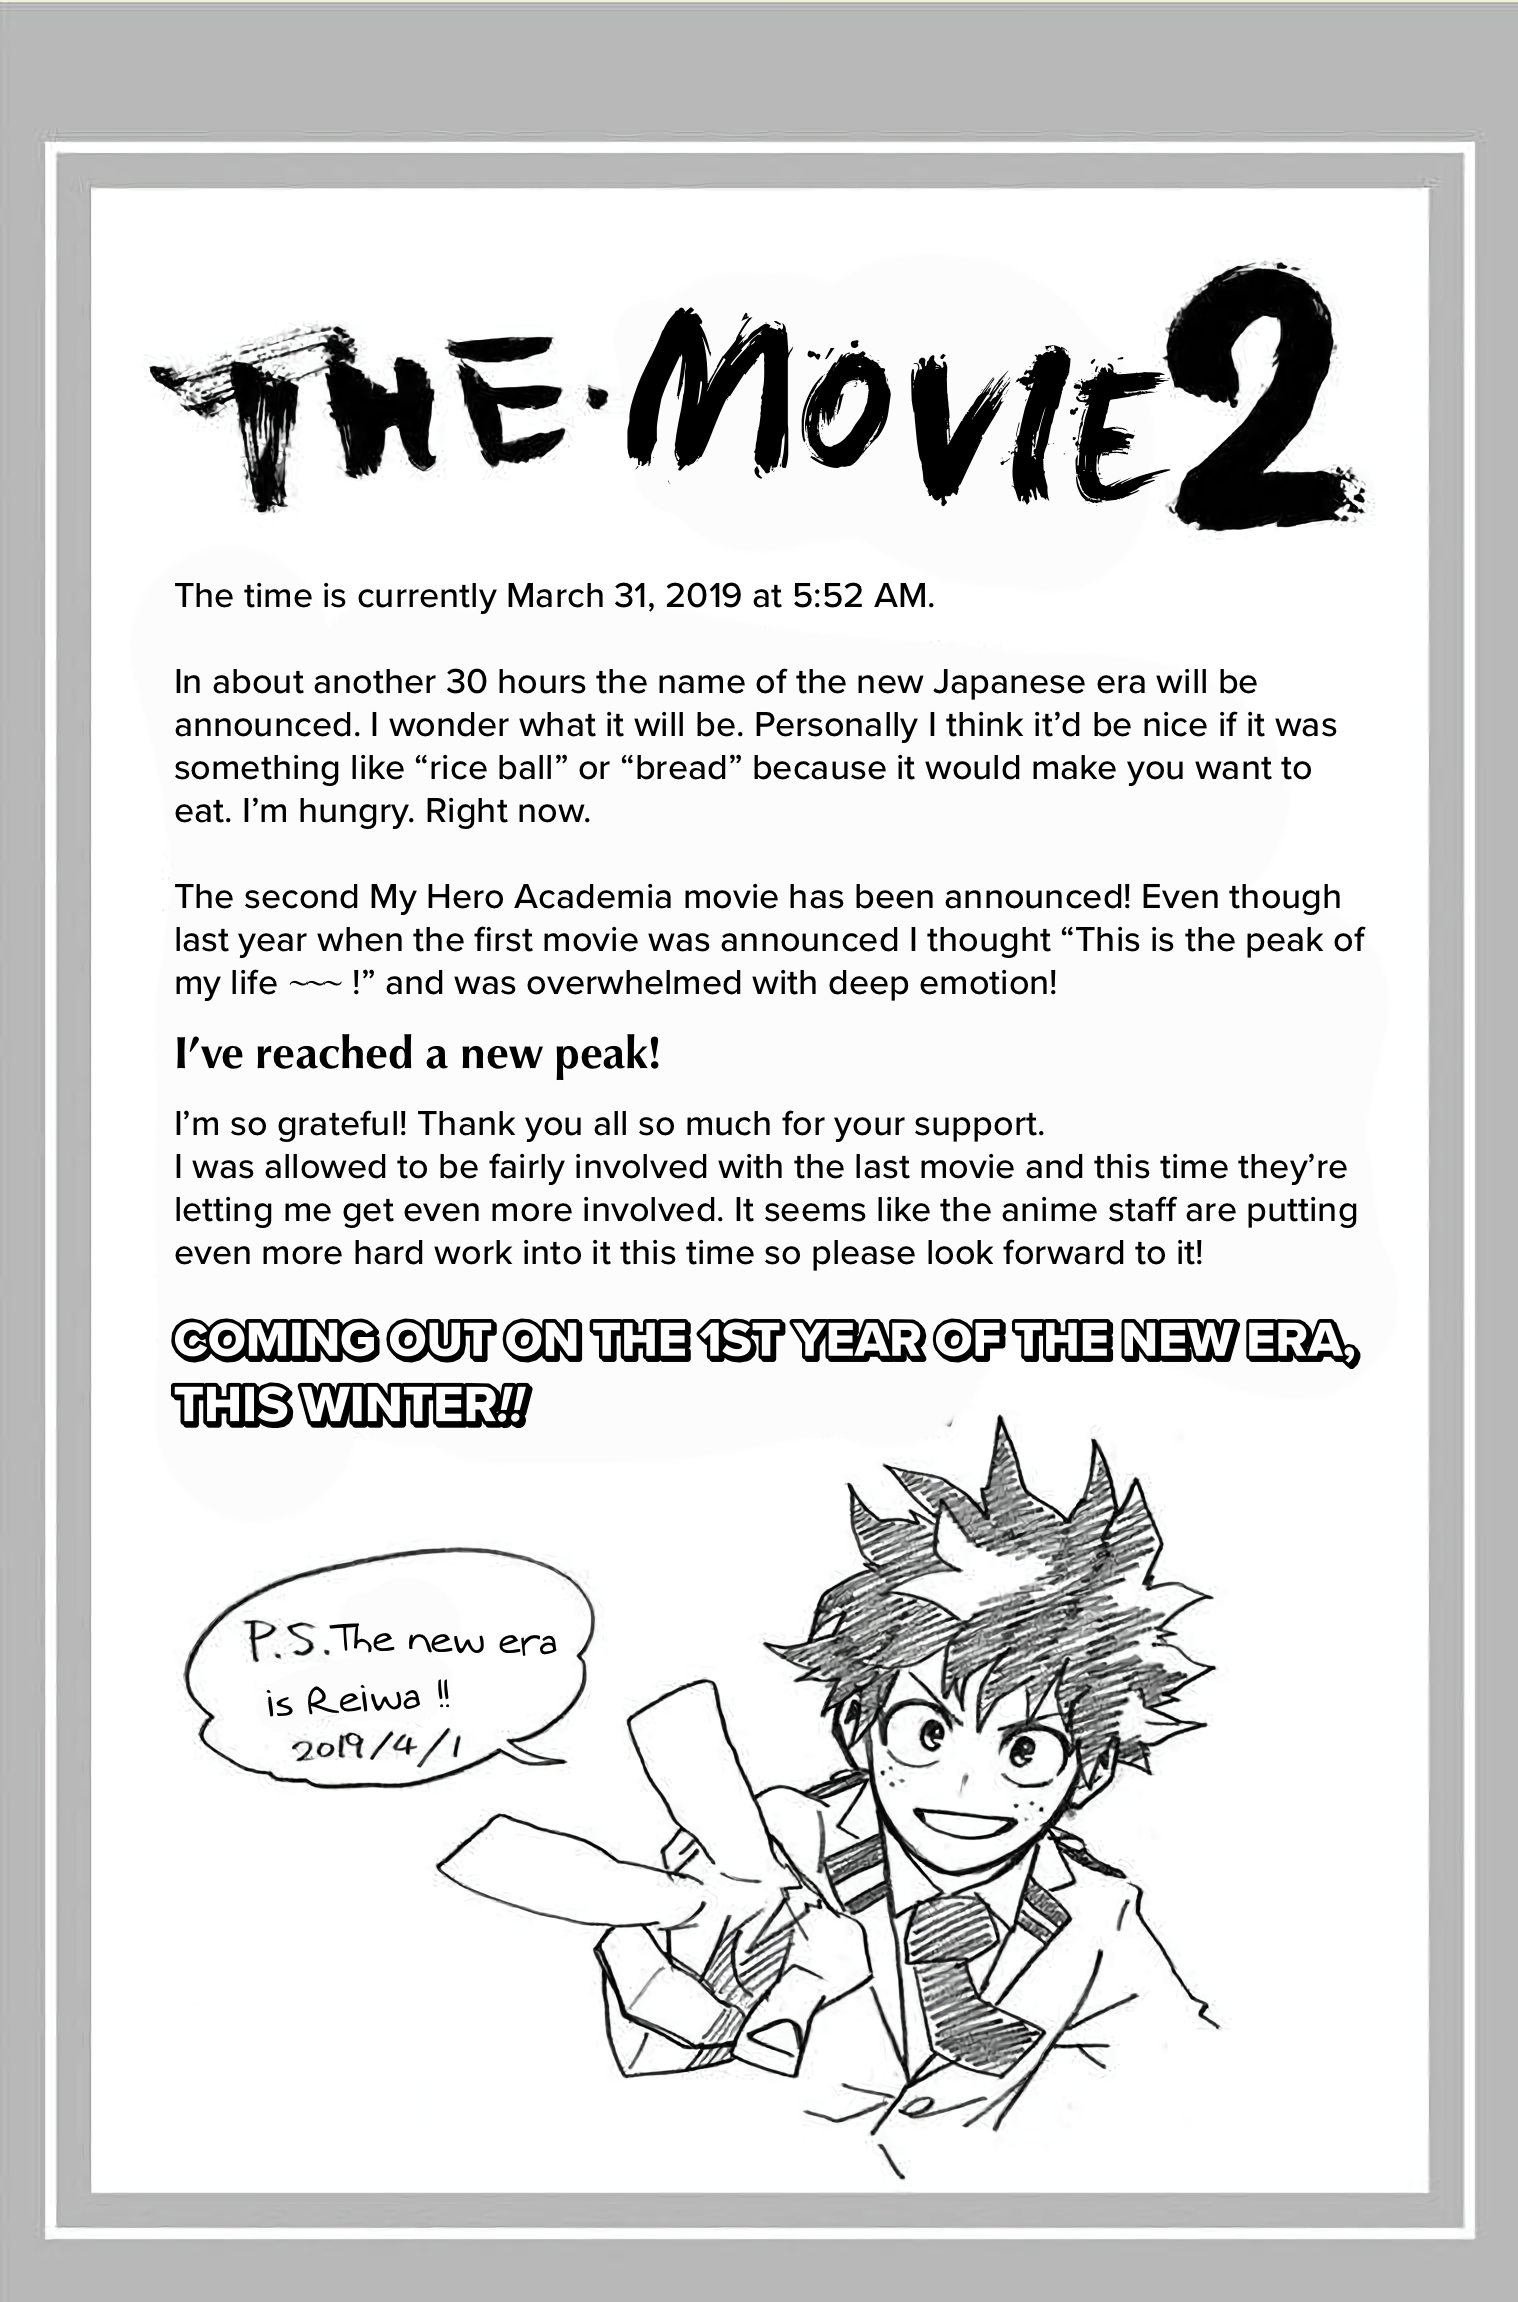 THE·MOVIE2
The time is currently March 31, 2019 at 5:52 AM.
In about another 30 hours the name of the new Japanese era will be
announced. I wonder what it will be. Personally I think it’d be nice if it was
something like “rice ball” or “bread” because it would make you want to
eat. I’m hungry. Right now.
The second My Hero Academia movie has been announced! Even though
last year when the first movie was announced I thought “This is the peak of
my life ~~~ !” and was overwhelmed with deep emotion!
I’ve reached a new peak!
I’m so grateful! Thank you all so much for your support.
I was allowed to be fairly involved with the last movie and this time they’re
letting me get even more involved. It seems like the anime staff are putting
even more hard work into it this time so please look forward to it!
COMING OUT ON THE 1ST YEAR OF THE NEW ERA,
THIS WINTER!!
P.S. The new era
is Reiwa !!
2019/4/1